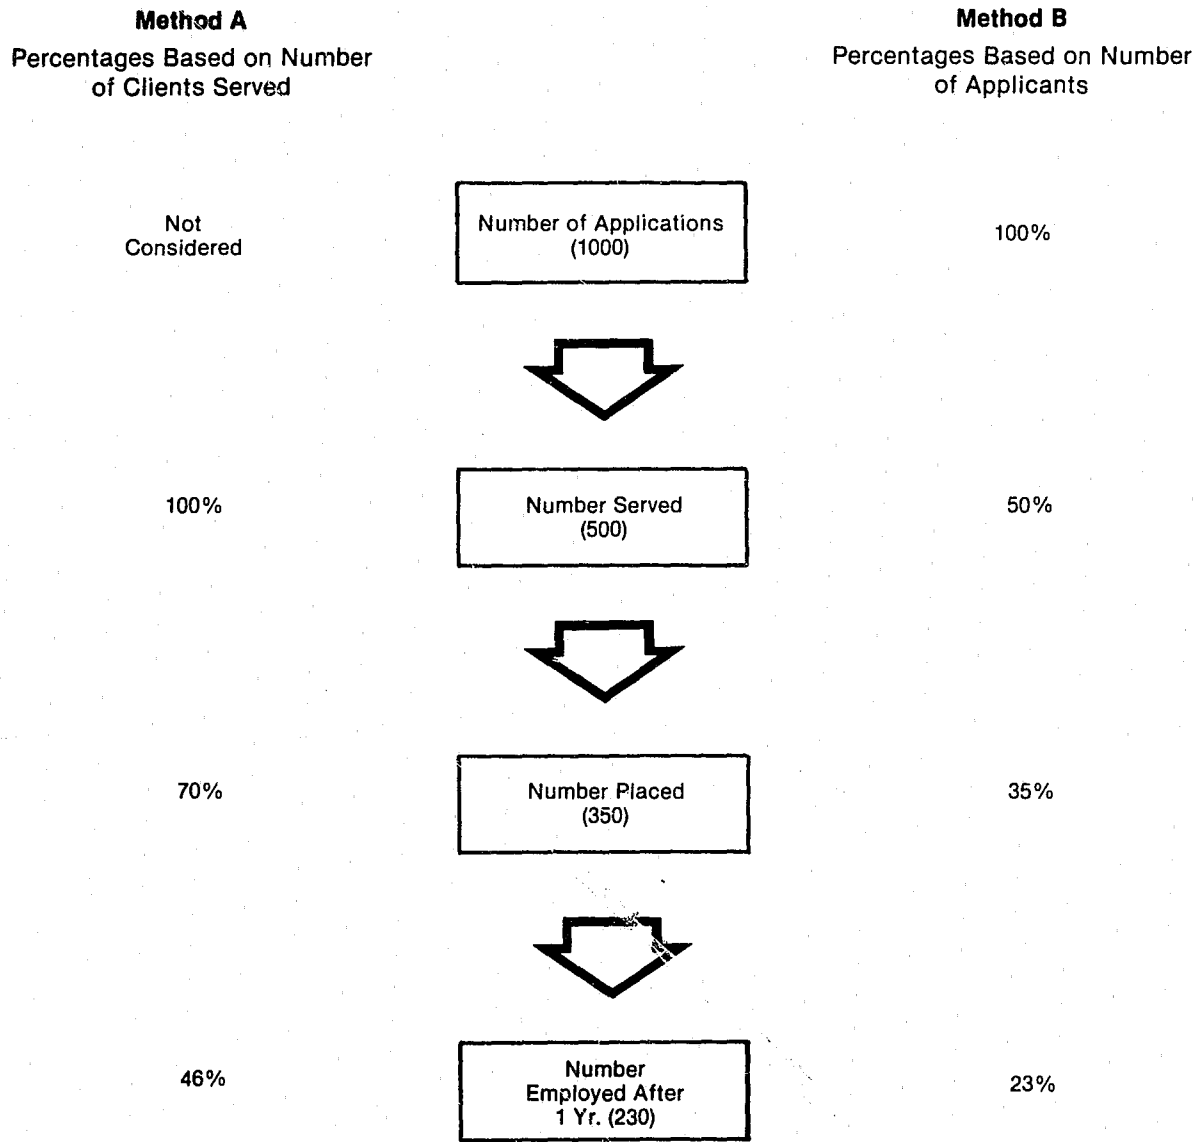 Method A
Percentages Based on Number
of Clients Served
Method B
Percentages Based on Number
of Applicants
Not
Considered
Number of Applications
(1000)
100%
100%
Number Served
(500)
50%
70%
Number Placed
(350)
35%
46%
Number
Employed After
1 Yr. (230)
23%